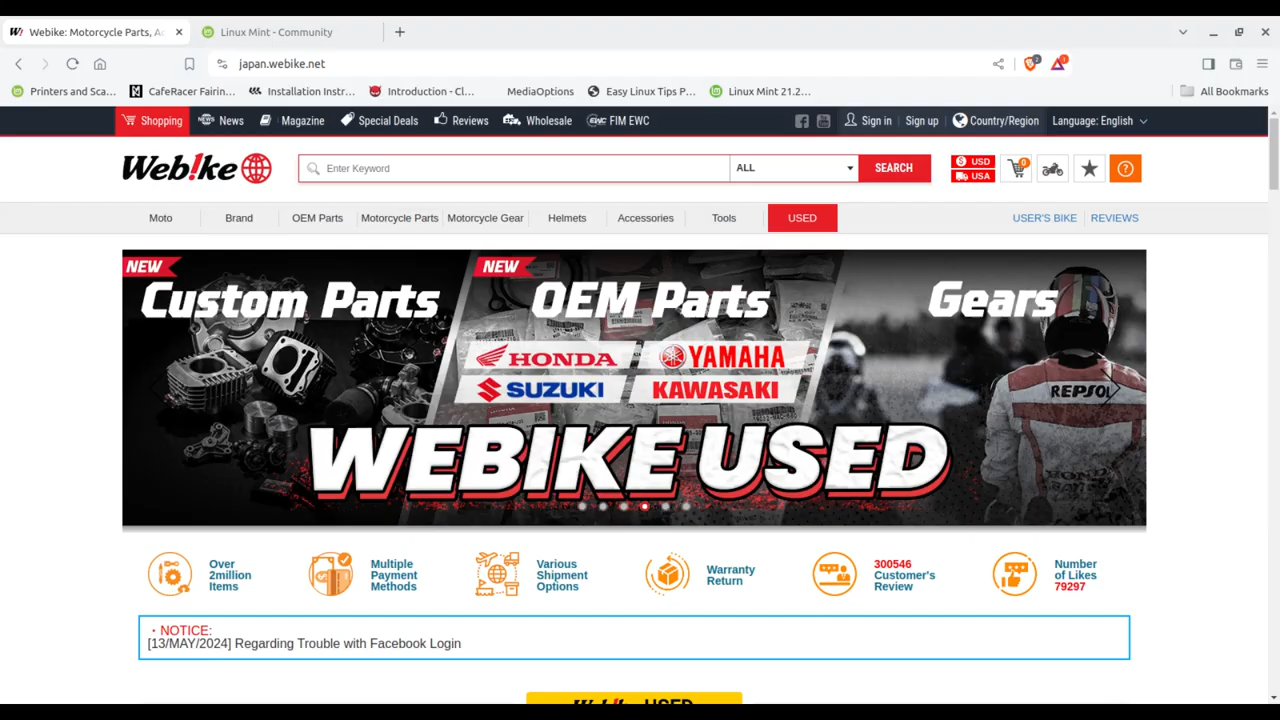 Webike: Motorcycle Parts, Ac
Linux Mint - Community
japan.webike.net
Printers and Sca...
CafeRacer Fairin...
Installation Instr...
Introduction - Cl...
MediaOptions
Easy Linux Tips P...
Linux Mint 21.2...
All Bookmarks
Shopping
News
Magazine
Special Deals
Reviews
Wholesale
FIM EWC
Sign in
Sign up
Country/Region
Language: English
Webike
Enter Keyword
ALL
SEARCH
USD
USA
0
Moto
Brand
OEM Parts
Motorcycle Parts
Motorcycle Gear
Helmets
Accessories
Tools
USED
USER'S BIKE
REVIEWS
NEW
Custom Parts
NEW
OEM Parts
Gears
HONDA
YAMAHA
SUZUKI
KAWASAKI
REPSOL
WEBIKE USED
Over
2million
Items
Multiple
Payment
Methods
Various
Shipment
Options
Warranty
Return
300546
Customer's
Review
Number
of Likes
79297
・NOTICE:
[13/MAY/2024] Regarding Trouble with Facebook Login
Webike USED